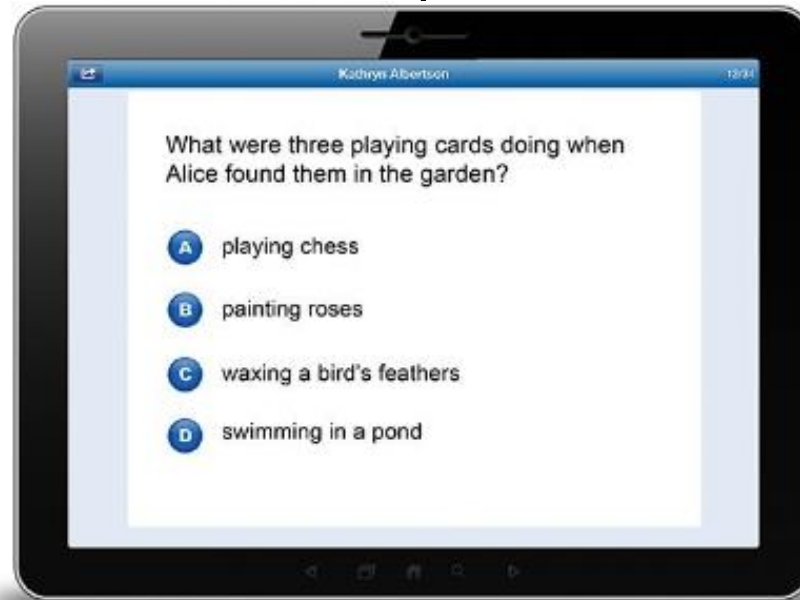 Kathryn Albertson
What were three playing cards doing when
Alice found them in the garden?
A playing chess
B painting roses
C waxing a bird's feathers
D swimming in a pond